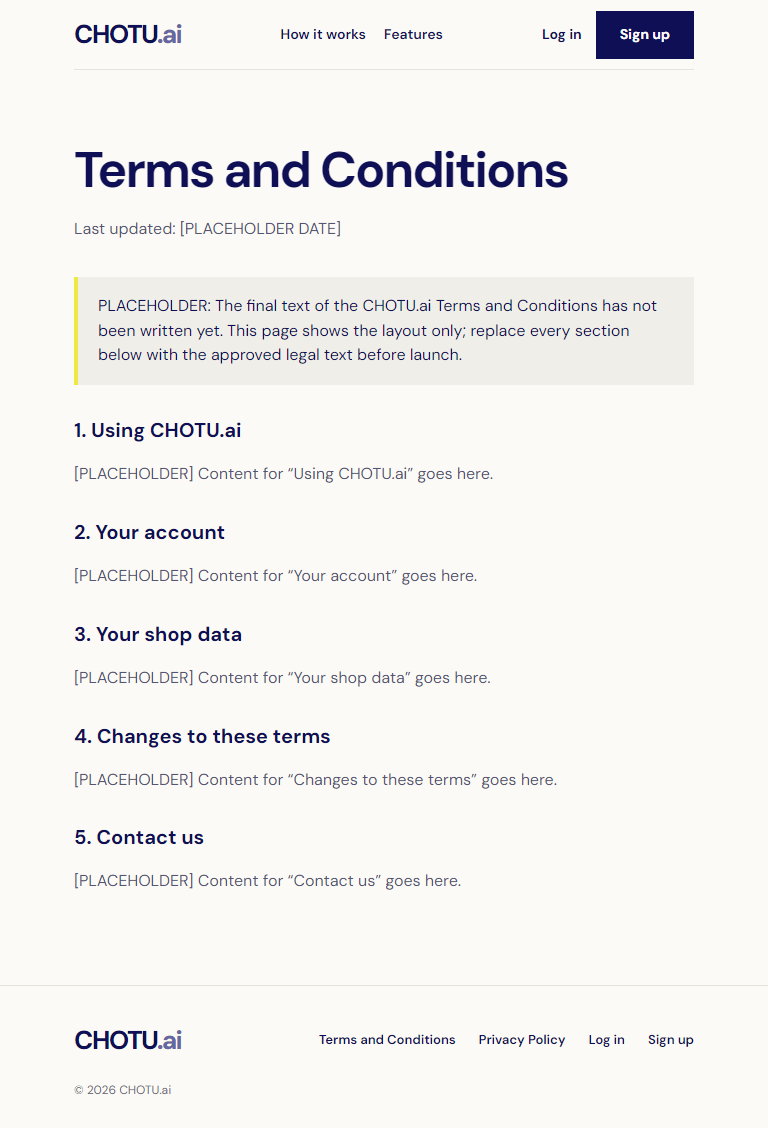 CHOTU.ai
How it works
Features
Log in
Sign up
Terms and Conditions
Last updated: [PLACEHOLDER DATE]
PLACEHOLDER: The final text of the CHOTU.ai Terms and Conditions has not
been written yet. This page shows the layout only; replace every section
below with the approved legal text before launch.
1. Using CHOTU.ai
[PLACEHOLDER] Content for “Using CHOTU.ai” goes here.
2. Your account
[PLACEHOLDER] Content for “Your account” goes here.
3. Your shop data
[PLACEHOLDER] Content for “Your shop data” goes here.
4. Changes to these terms
[PLACEHOLDER] Content for “Changes to these terms” goes here.
5. Contact us
[PLACEHOLDER] Content for “Contact us” goes here.
CHOTU.ai
Terms and Conditions
Privacy Policy
Log in
Sign up
© 2026 CHOTU.ai